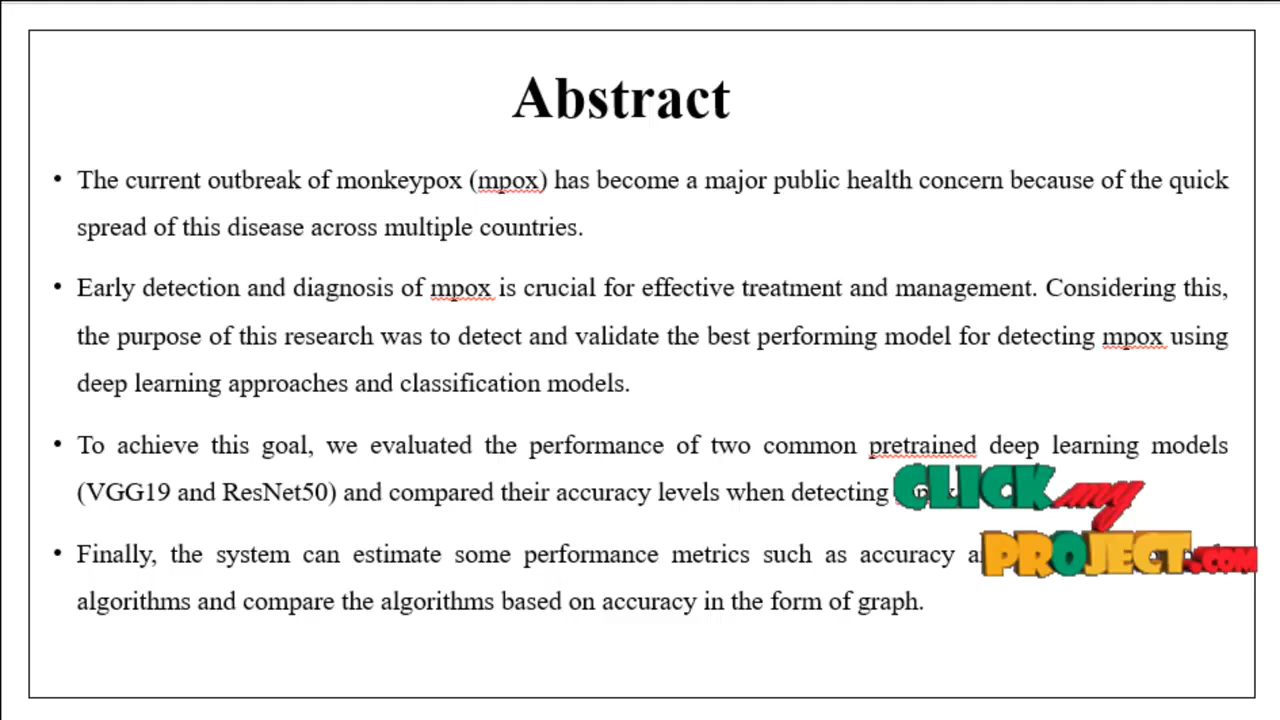 Abstract
• The current outbreak of monkeypox (mpox) has become a major public health concern because of the quick
spread of this disease across multiple countries.
• Early detection and diagnosis of mpox is crucial for effective treatment and management. Considering this,
the purpose of this research was to detect and validate the best performing model for detecting mpox using
deep learning approaches and classification models.
• To achieve this goal, we evaluated the performance of two common pretrained deep learning models
(VGG19 and ResNet50) and compared their accuracy levels when detecting
CLICK my
PROJECT.COM
• Finally, the system can estimate some performance metrics such as accuracy
algorithms and compare the algorithms based on accuracy in the form of graph.